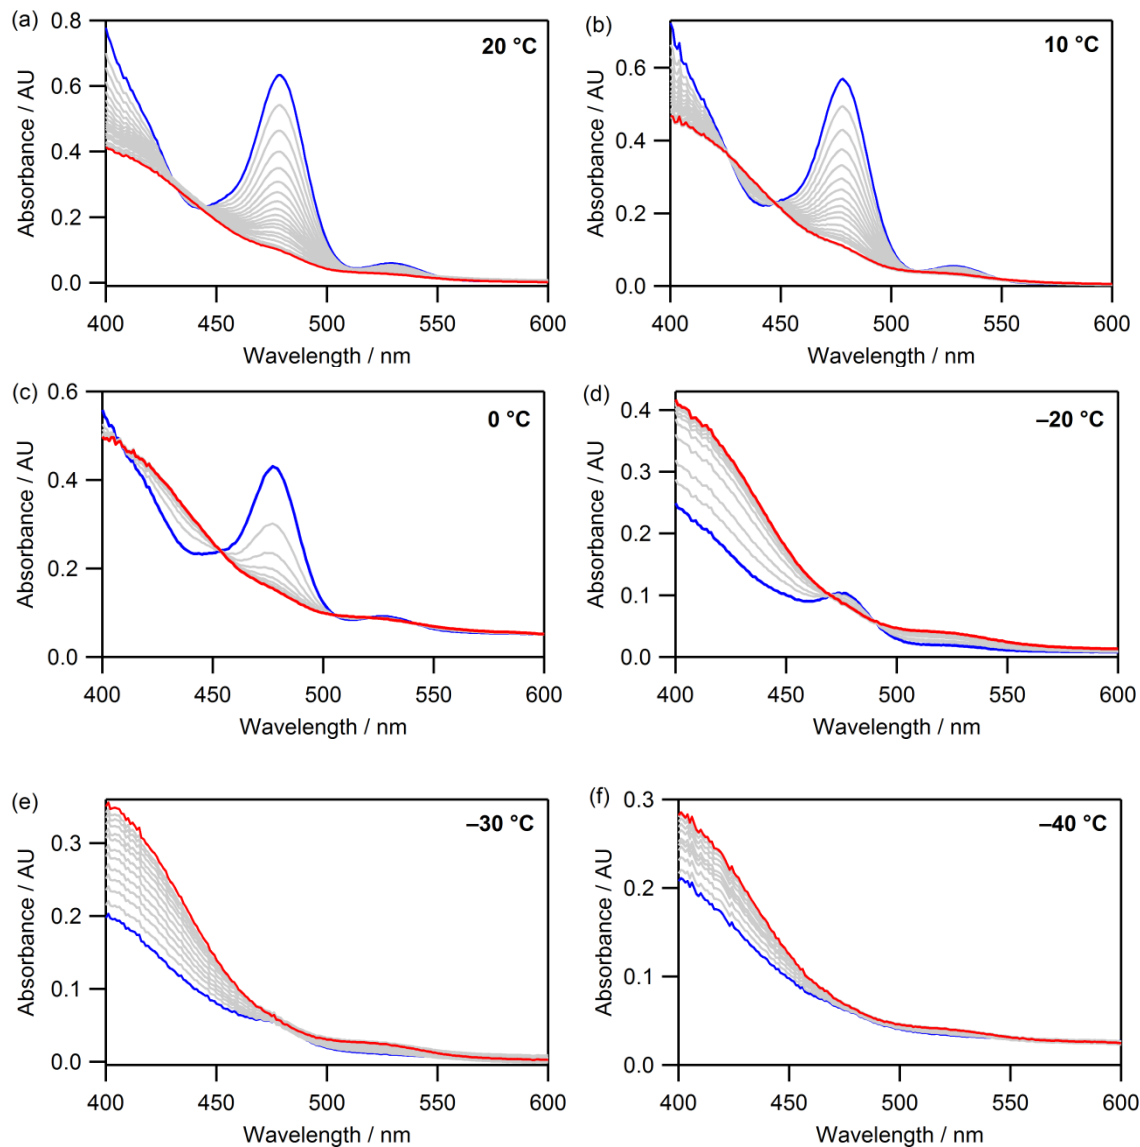 (a)
20 °C
Absorbance / AU
0.8
0.6
0.4
0.2
0.0
400 450 500 550 600
Wavelength / nm
(b)
10 °C
Absorbance / AU
0.6
0.4
0.2
0.0
400 450 500 550 600
Wavelength / nm
(c)
0 °C
Absorbance / AU
0.6
0.4
0.2
0.0
400 450 500 550 600
Wavelength / nm
(d)
–20 °C
Absorbance / AU
0.4
0.3
0.2
0.1
0.0
400 450 500 550 600
Wavelength / nm
(e)
–30 °C
Absorbance / AU
0.3
0.2
0.1
0.0
400 450 500 550 600
Wavelength / nm
(f)
–40 °C
Absorbance / AU
0.3
0.2
0.1
0.0
400 450 500 550 600
Wavelength / nm